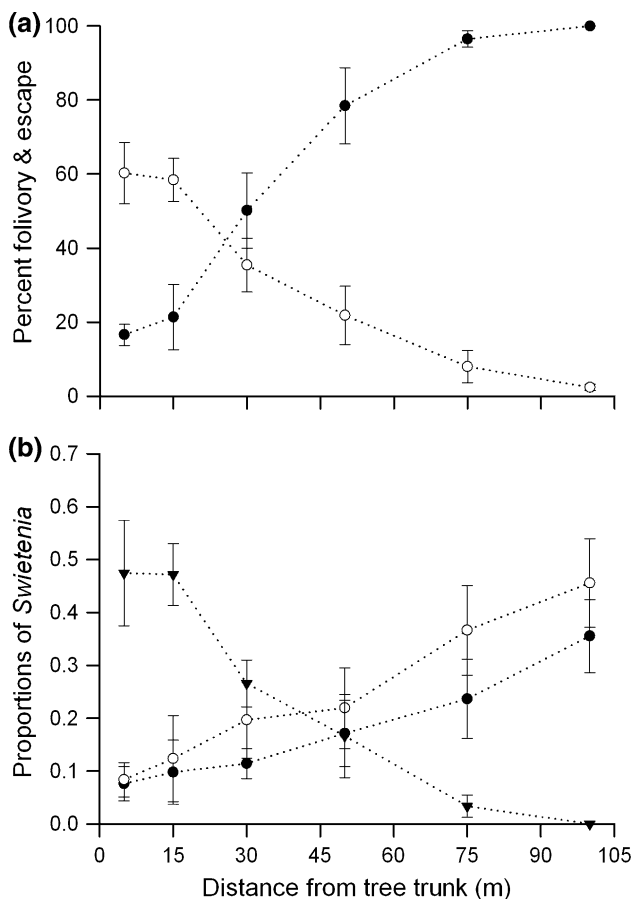 (a)
100
80
60
40
20
0
Percent folivory & escape
(b)
0.7
0.6
0.5
0.4
0.3
0.2
0.1
0.0
Proportions of Swietenia
0 15 30 45 60 75 90 105
Distance from tree trunk (m)